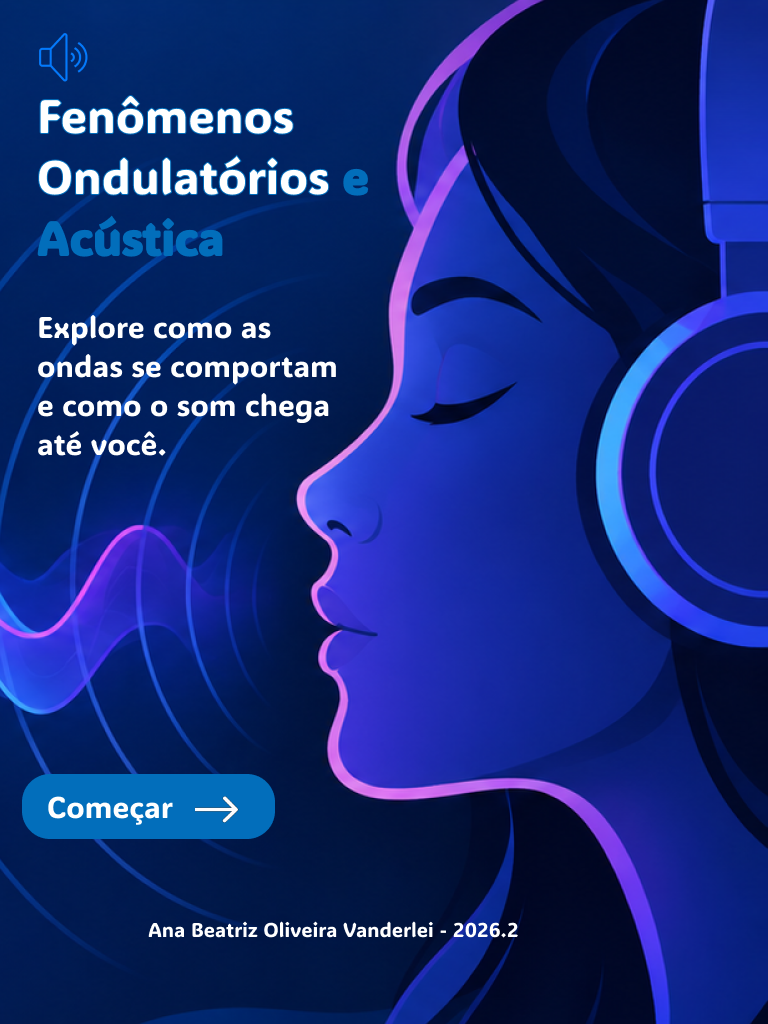 Fenômenos
Ondulatórios e
Acústica
Explore como as
ondas se comportam
e como o som chega
até você.
Começar
Ana Beatriz Oliveira Vanderlei - 2026.2